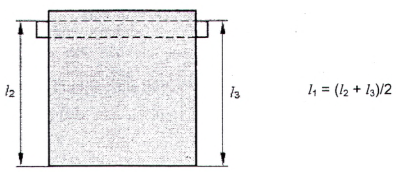 l₂
l₃
l₁ = (l₂ + l₃)/2